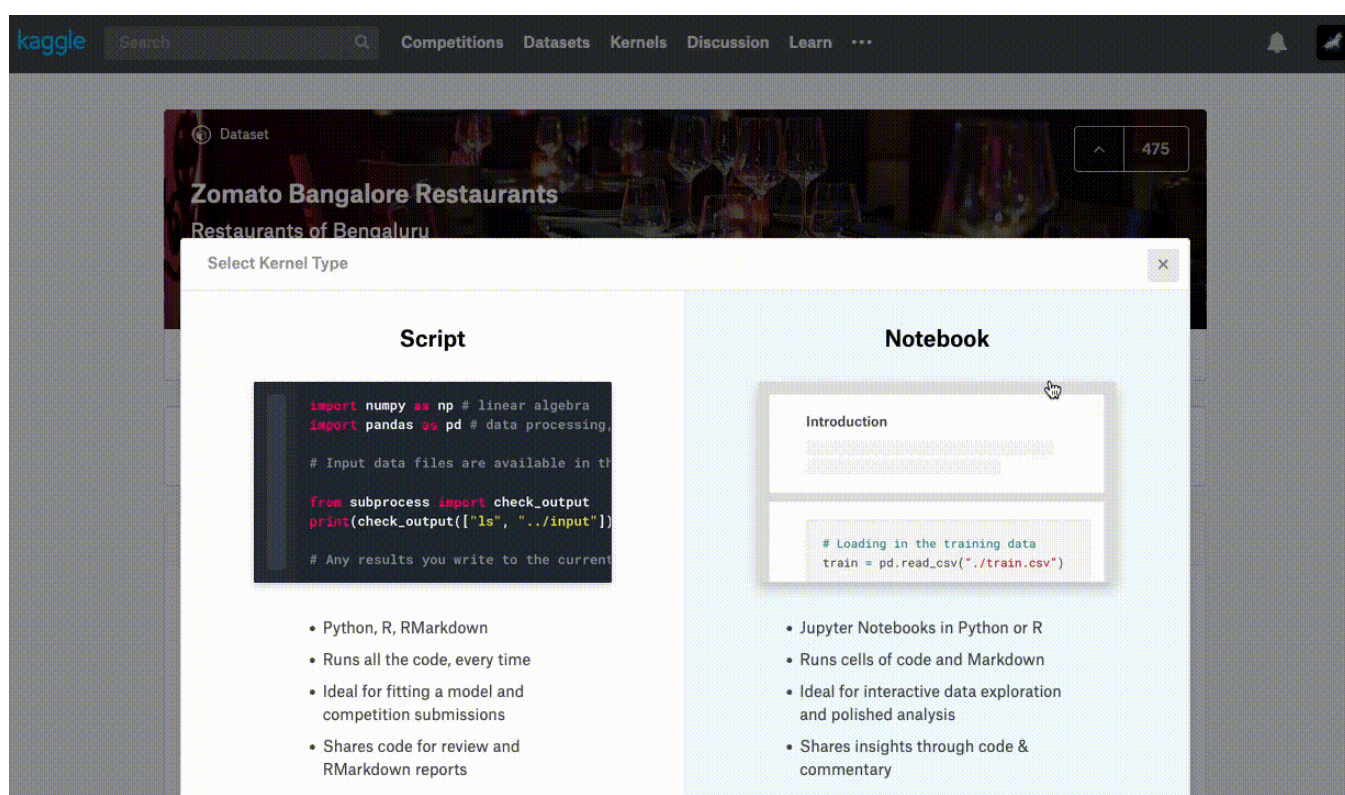 kaggle
Search
Competitions Datasets Kernels Discussion Learn •••
Dataset
475
Zomato Bangalore Restaurants
Restaurants of Bengaluru
Select Kernel Type
×
Script
import numpy as np # linear algebra
import pandas as pd # data processing,
# Input data files are available in th
from subprocess import check_output
print(check_output(["ls", "../input"])
# Any results you write to the current
• Python, R, RMarkdown
• Runs all the code, every time
• Ideal for fitting a model and
competition submissions
• Shares code for review and
RMarkdown reports
Notebook
Introduction
# Loading in the training data
train = pd.read_csv("./train.csv")
• Jupyter Notebooks in Python or R
• Runs cells of code and Markdown
• Ideal for interactive data exploration
and polished analysis
• Shares insights through code &
commentary